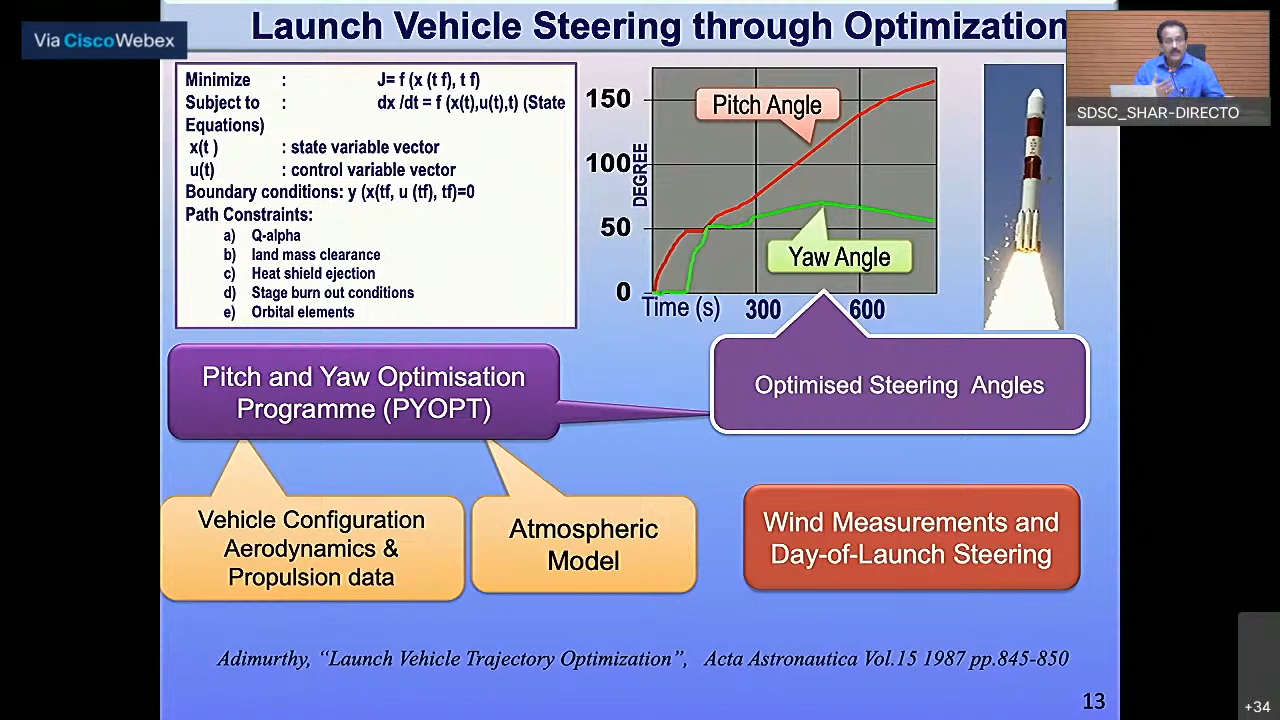 Launch Vehicle Steering through Optimization
Via CiscoWebex
SDSC_SHAR-DIRECTO
Minimize : J= f (x (t f), t f)
Subject to : dx /dt = f (x(t),u(t),t) (State
Equations)
x(t ) : state variable vector
u(t) : control variable vector
Boundary conditions: y (x(tf, u (tf), tf)=0
Path Constraints:
a) Q-alpha
b) land mass clearance
c) Heat shield ejection
d) Stage burn out conditions
e) Orbital elements
150
100
50
0
DEGREE
Pitch Angle
Yaw Angle
Time (s) 300 600
Pitch and Yaw Optimisation
Programme (PYOPT)
Optimised Steering Angles
Vehicle Configuration
Aerodynamics &
Propulsion data
Atmospheric
Model
Wind Measurements and
Day-of-Launch Steering
Adimurthy, “Launch Vehicle Trajectory Optimization”, Acta Astronautica Vol.15 1987 pp.845-850
13
+34